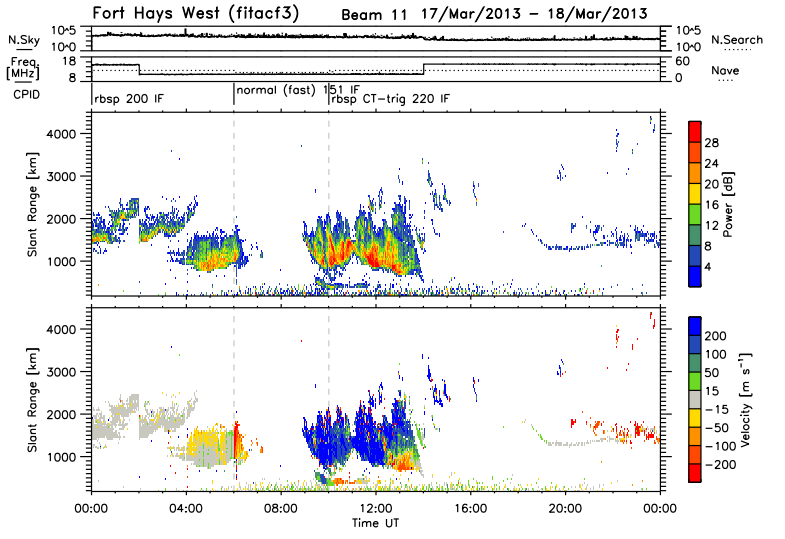 Fort Hays West (fitacf3) Beam 11 17/Mar/2013 − 18/Mar/2013
N.Sky 10^5 10^0 10^5 10^0 N.Search
Freq. [MHz] 18 8 60 0 Nave
CPID rbsp 200 IF normal (fast) 151 IF rbsp CT-trig 220 IF
Slant Range [km]
4000
3000
2000
1000
28
24
20
16
12
8
4
Power [dB]
Slant Range [km]
4000
3000
2000
1000
200
100
50
15
−15
−50
−100
−200
Velocity [m s⁻¹]
00:00 04:00 08:00 12:00 16:00 20:00 00:00
Time UT